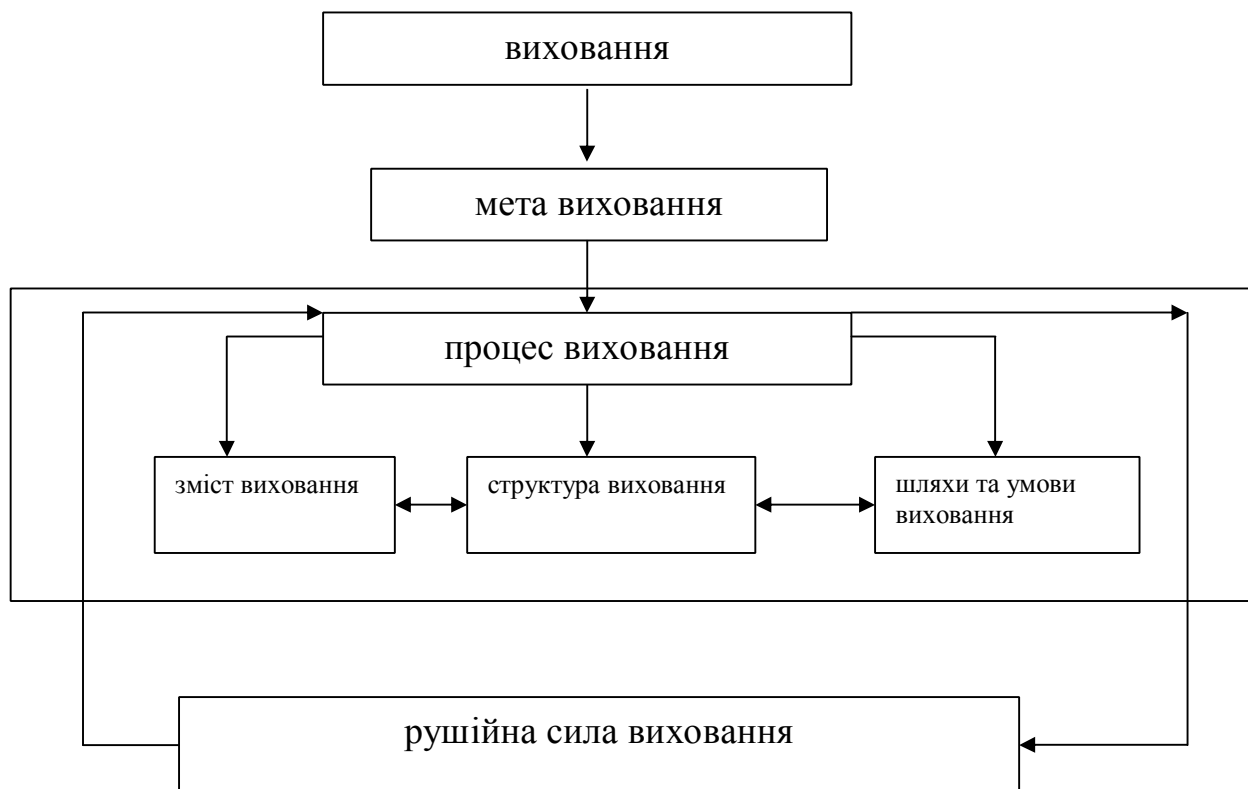 виховання
мета виховання
процес виховання
зміст виховання
структура виховання
шляхи та умови
виховання
рушійна сила виховання